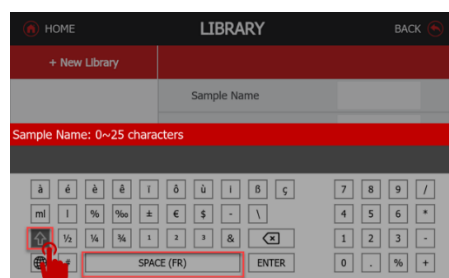 HOME LIBRARY BACK
+ New Library
Sample Name
Sample Name: 0~25 characters
à é è ê ï ô ù i ß ç 7 8 9 /
ml l % ‰ ± € $ - \ 4 5 6 *
½ ¼ ¾ ¹ ² ³ & 1 2 3 -
SPACE (FR) ENTER 0 . % +